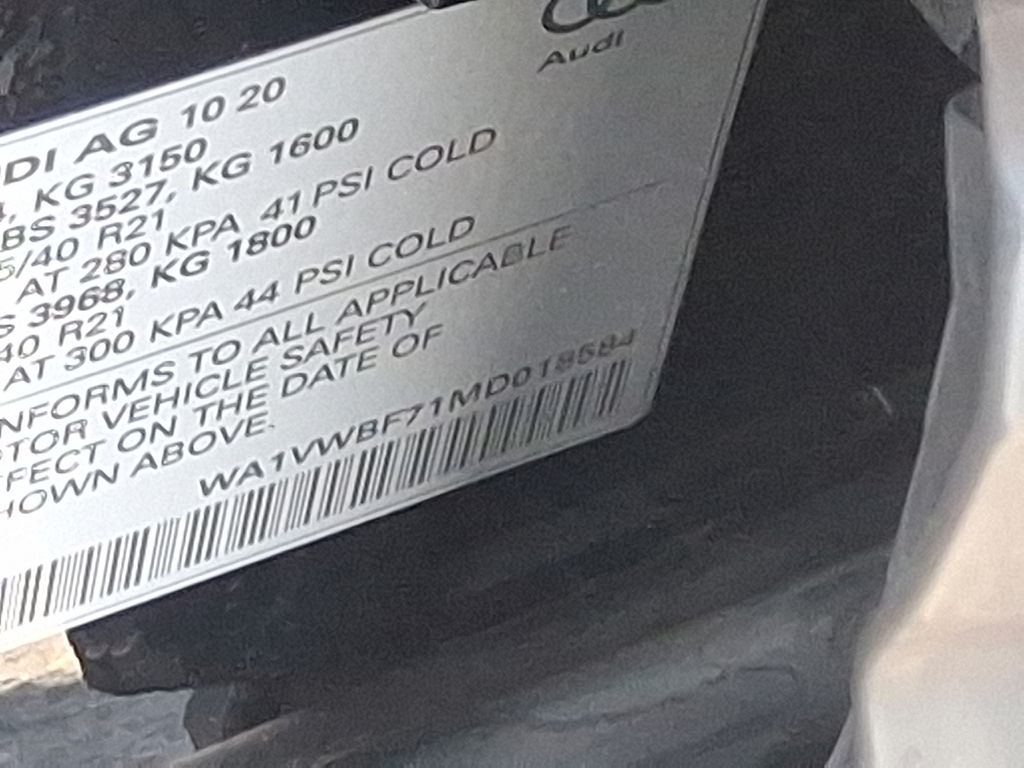 Audi
DI AG 10 20
, KG 3150
BS 3527, KG 1600
5/40 R21
AT 280 KPA 41 PSI COLD
S 3968, KG 1800
40 R21
AT 300 KPA 44 PSI COLD
NFORMS TO ALL APPLICABLE
TOR VEHICLE SAFETY
FECT ON THE DATE OF
HOWN ABOVE.
WA1VWBF71MD018584